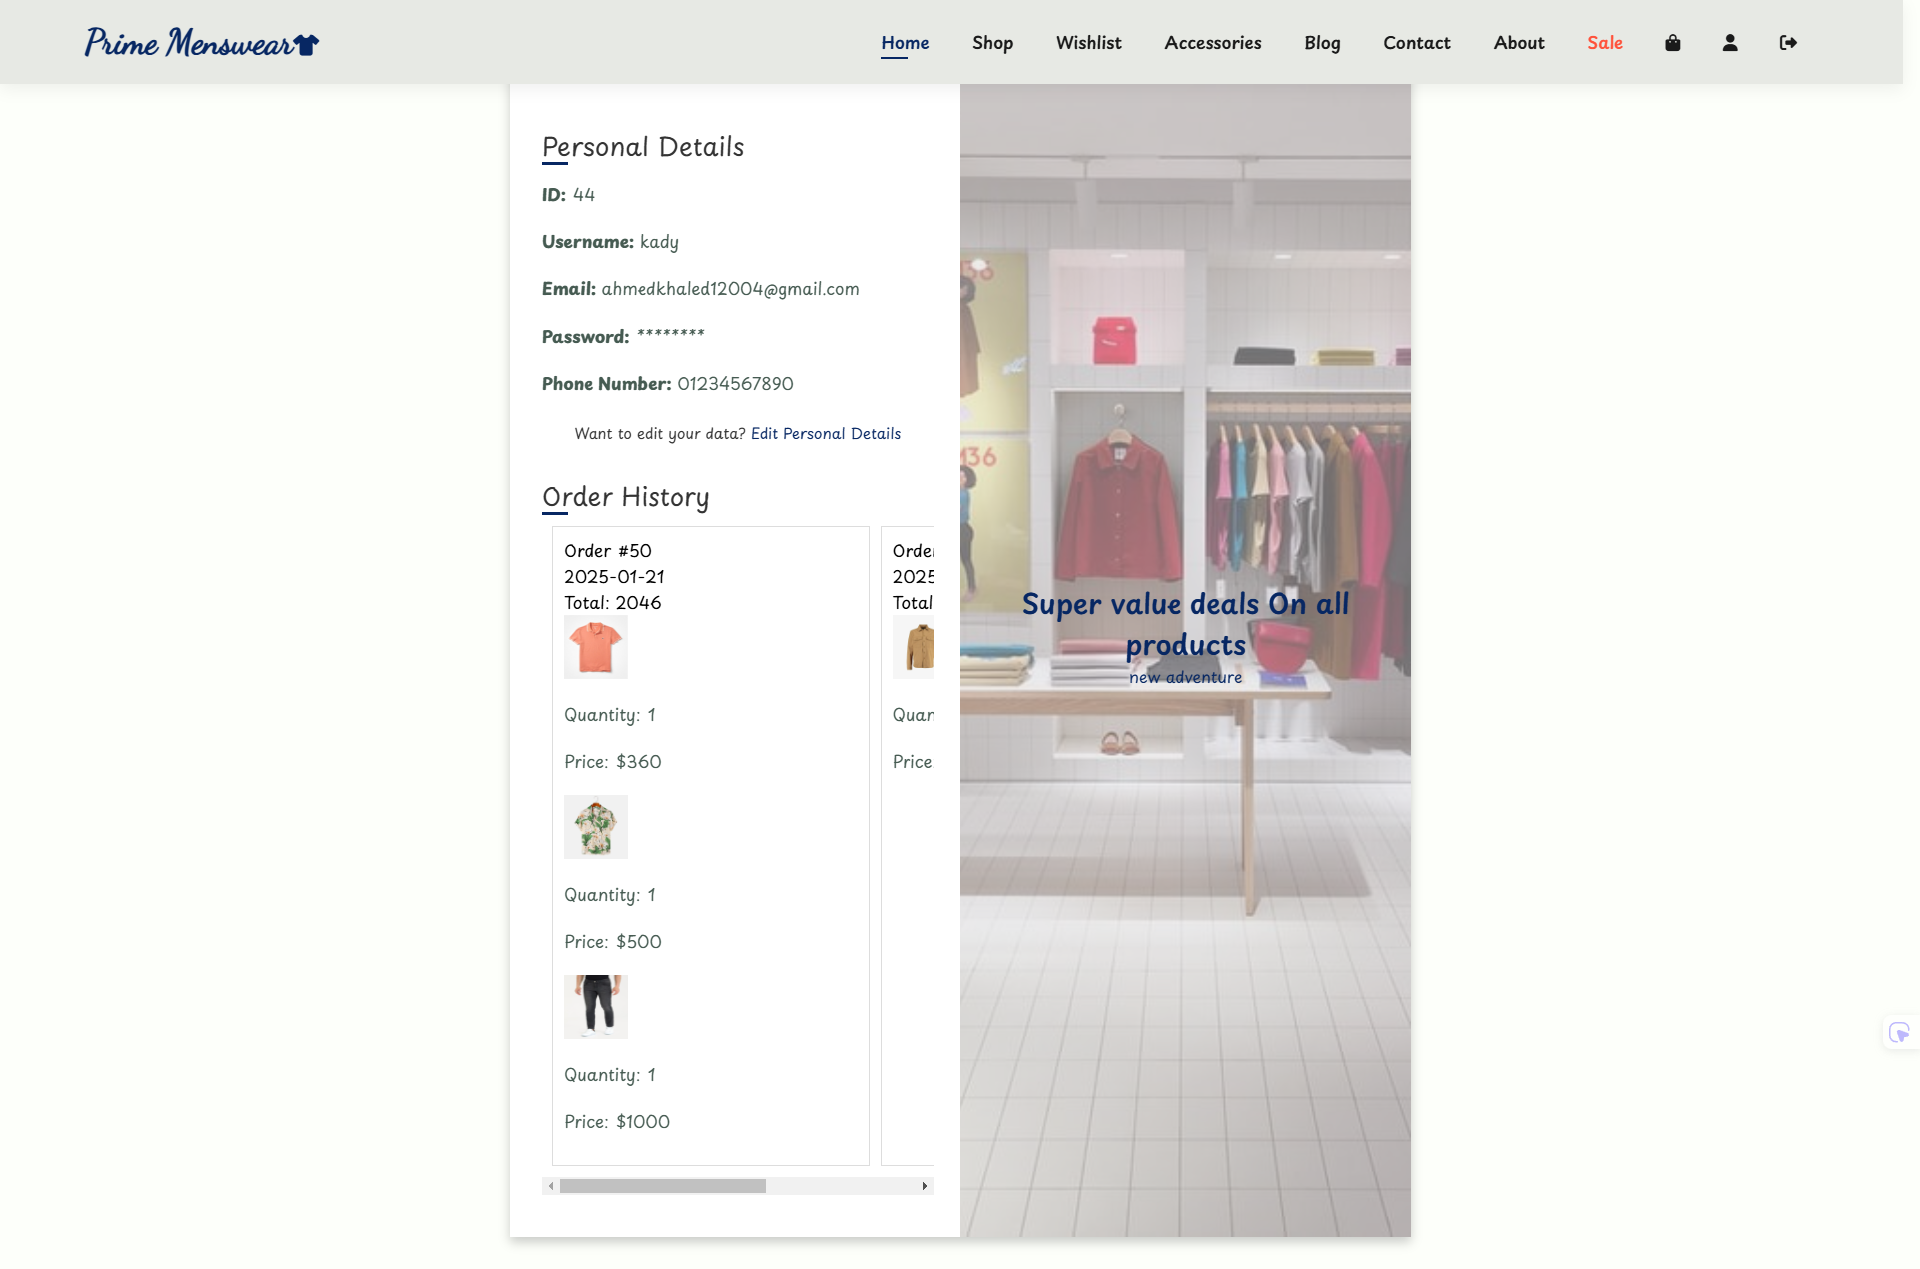 Prime Menswear
Home Shop Wishlist Accessories Blog Contact About Sale
Personal Details
ID: 44
Username: kady
Email: ahmedkhaled12004@gmail.com
Password: ********
Phone Number: 01234567890
Want to edit your data? Edit Personal Details
Order History
Order #50
2025-01-21
Total: 2046
Quantity: 1
Price: $360
Quantity: 1
Price: $500
Quantity: 1
Price: $1000
2025
Total
Price
Super value deals On all
products
new adventure